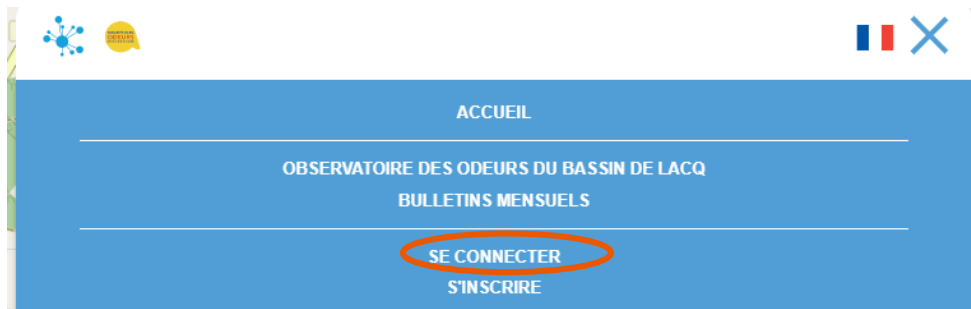 ACCUEIL
OBSERVATOIRE DES ODEURS DU BASSIN DE LACQ
BULLETINS MENSUELS
SE CONNECTER
S'INSCRIRE